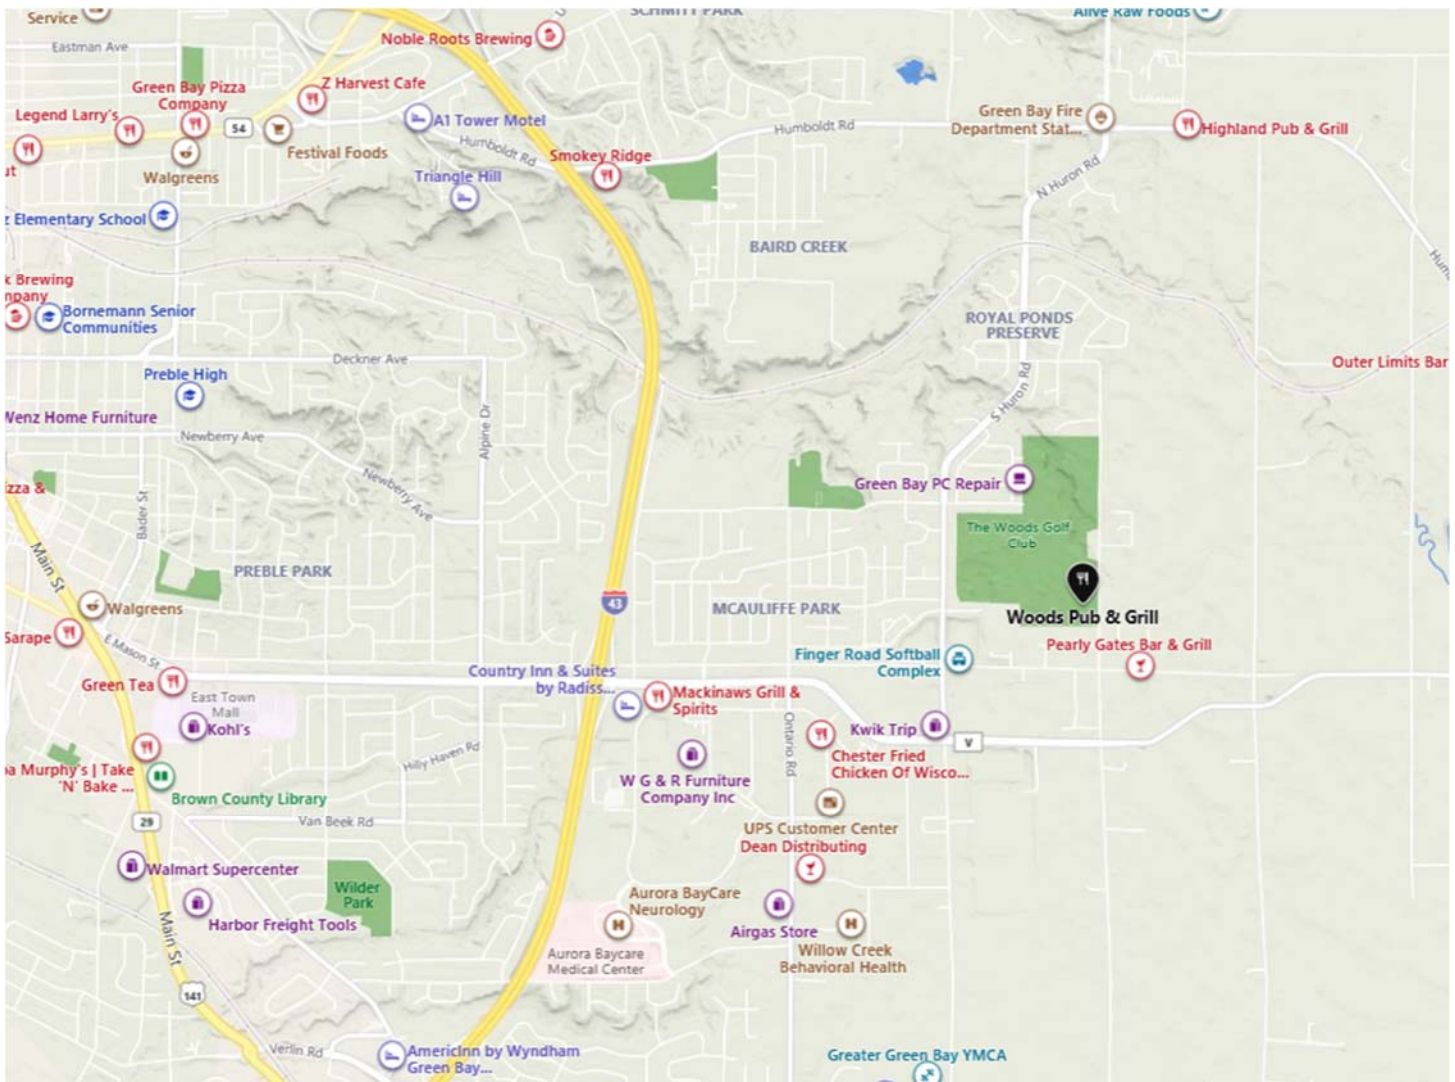 Service
SCHMITT PARK
Alive Raw Foods
Noble Roots Brewing
Eastman Ave
Green Bay Pizza
Company
Z Harvest Cafe
Legend Larry's
54
A1 Tower Motel
Humboldt Rd
Green Bay Fire
Department Stat...
Highland Pub & Grill
Festival Foods
Humboldt Rd
Smokey Ridge
ut
Walgreens
Triangle Hill
N Huron Rd
z Elementary School
BAIRD CREEK
Hum
k Brewing
mpany
Bornemann Senior
Communities
ROYAL PONDS
PRESERVE
Deckner Ave
Outer Limits Bar
Preble High
S Huron Rd
Wenz Home Furniture
Newberry Ave
Alpine Dr
Newberry Ave
Green Bay PC Repair
izza &
Bader St
The Woods Golf
Club
Main St
PREBLE PARK
43
MCAULIFFE PARK
Walgreens
Woods Pub & Grill
Sarape
E Mason St
Pearly Gates Bar & Grill
Finger Road Softball
Complex
Country Inn & Suites
by Radiss...
Green Tea
East Town
Mall
Mackinaws Grill &
Spirits
Kohl's
Ontario Rd
Kwik Trip
V
Hilly Haven Rd
Chester Fried
Chicken Of Wisco...
pa Murphy's | Take
'N' Bake ...
W G & R Furniture
Company Inc
Brown County Library
29
Van Beek Rd
UPS Customer Center
Dean Distributing
Walmart Supercenter
Wilder
Park
Aurora BayCare
Neurology
Harbor Freight Tools
Airgas Store
Main St
Aurora Baycare
Medical Center
Willow Creek
Behavioral Health
141
Verlin Rd
AmericInn by Wyndham
Green Bay...
Greater Green Bay YMCA